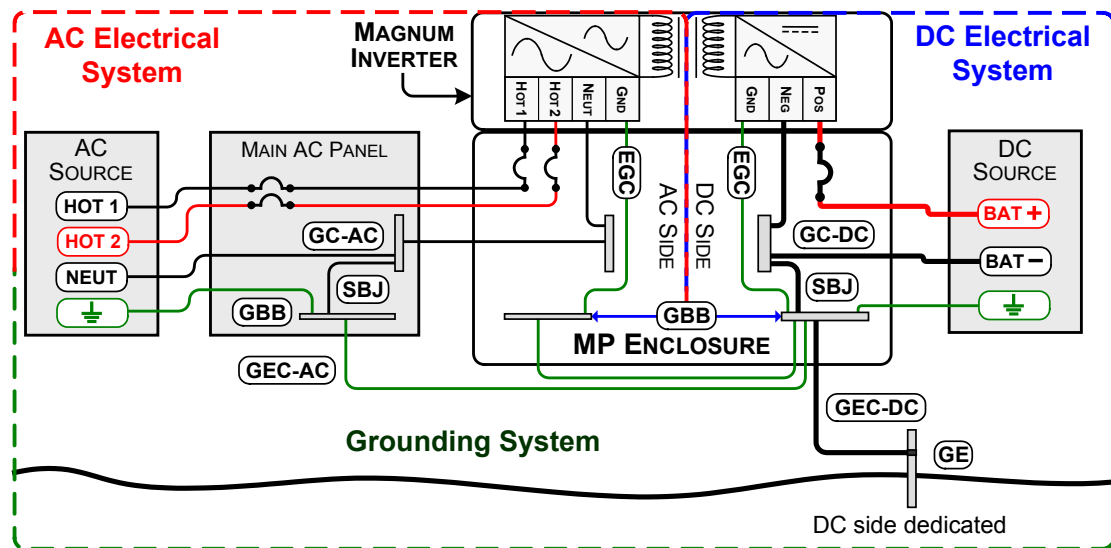 AC Electrical
System
MAGNUM
INVERTER
DC Electrical
System
HOT 1
HOT 2
NEUT
GND
GND
NEG
POS
AC
SOURCE
HOT 1
HOT 2
NEUT
MAIN AC PANEL
GC-AC
SBJ
GBB
GEC-AC
EGC
AC SIDE
DC SIDE
EGC
GC-DC
SBJ
GBB
MP ENCLOSURE
DC
SOURCE
BAT +
BAT −
GEC-DC
GE
Grounding System
DC side dedicated